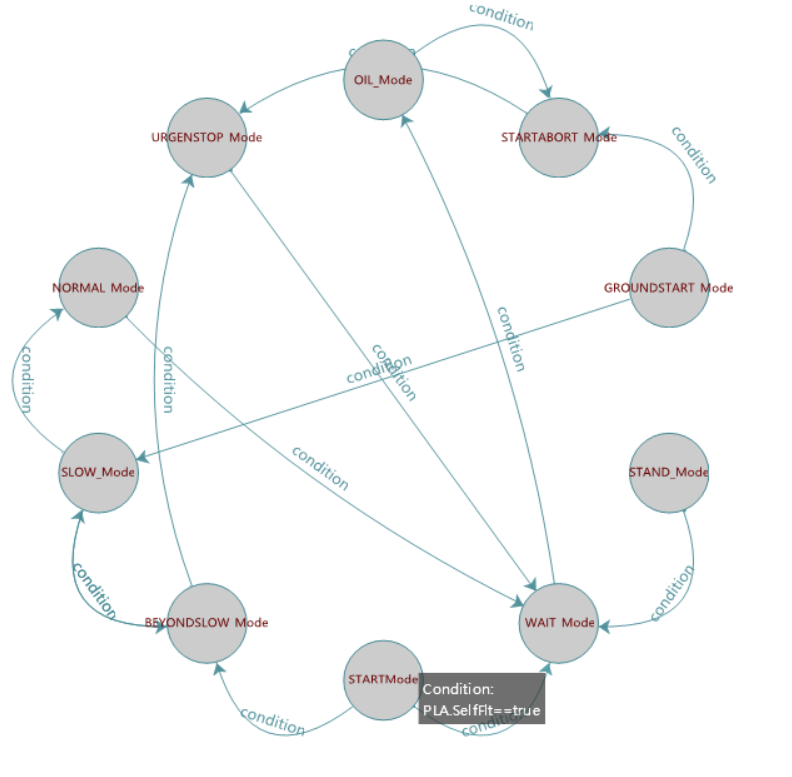 condition
condition
OIL_Mode
URGENSTOP Mode
STARTABORT Mode
condition
NORMAL Mode
GROUNDSTART Mode
condition
condition
condition
condition
condition
condition
SLOW_Mode
STAND_Mode
condition
condition
BEYONDSLOW Mode
WAIT Mode
STARTMode
Condition:
PLA.SelfFlt==true
condition
condition